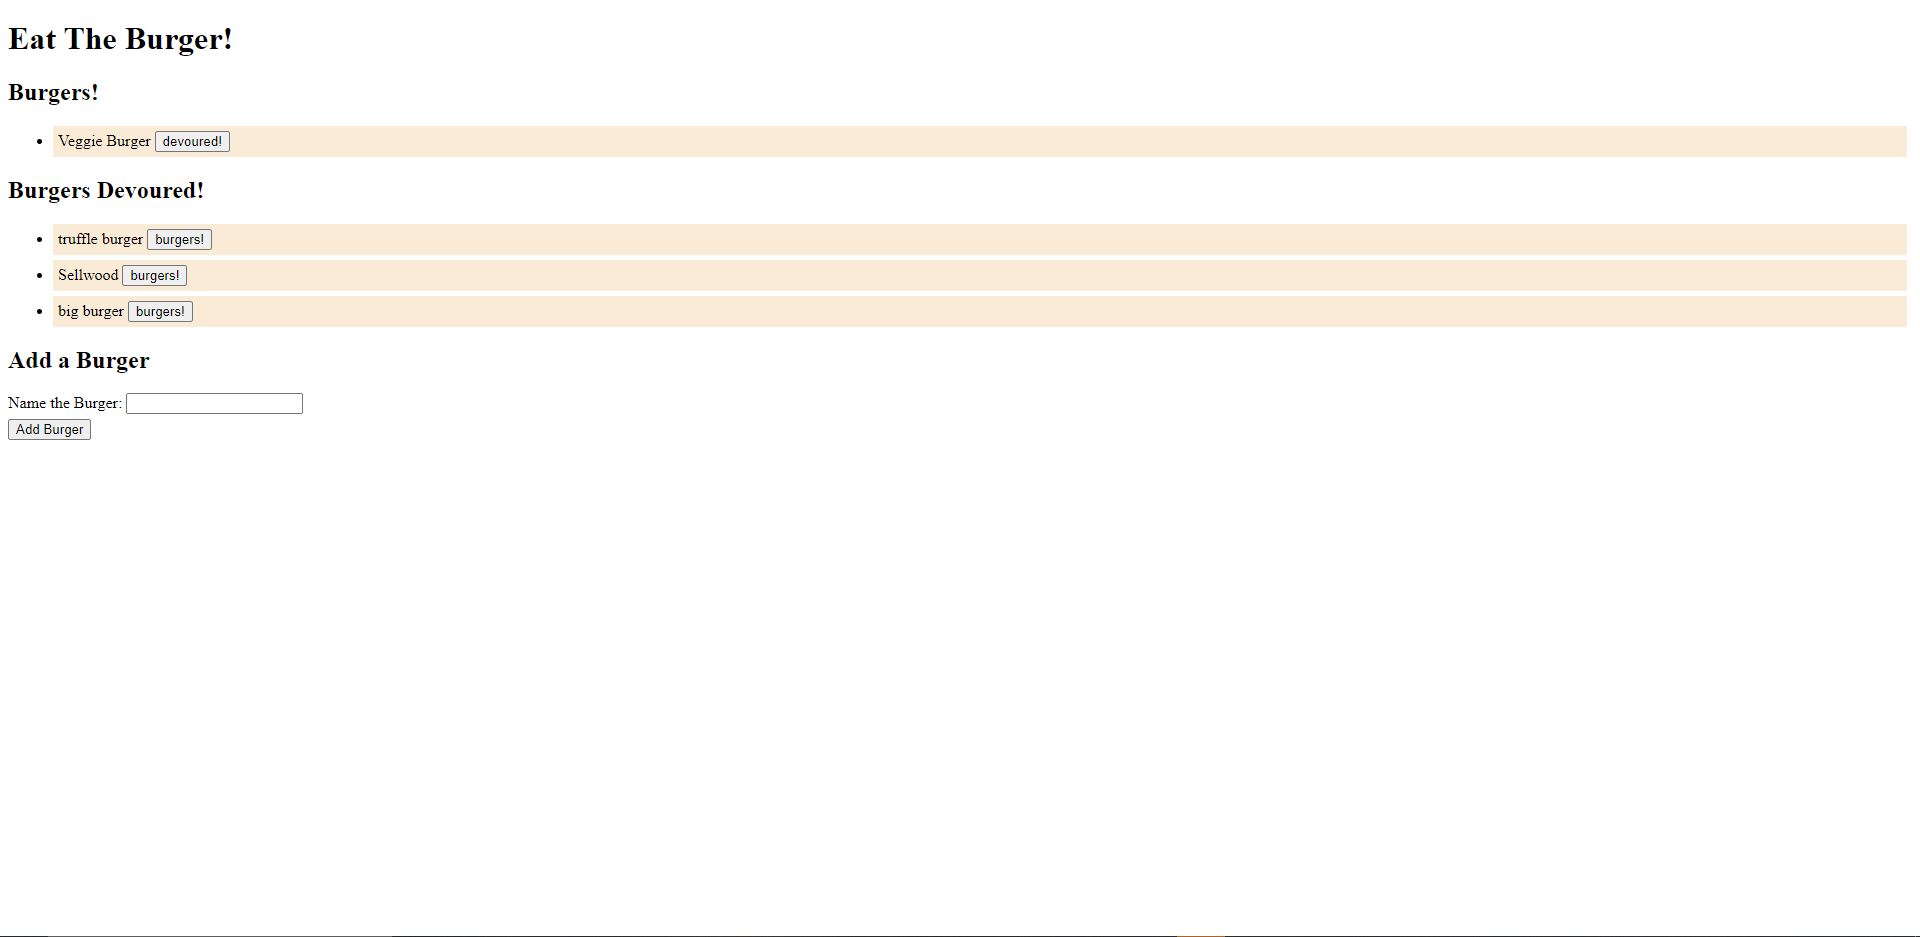 Eat The Burger!
Burgers!
Veggie Burger devoured!
Burgers Devoured!
truffle burger burgers!
Sellwood burgers!
big burger burgers!
Add a Burger
Name the Burger:
Add Burger